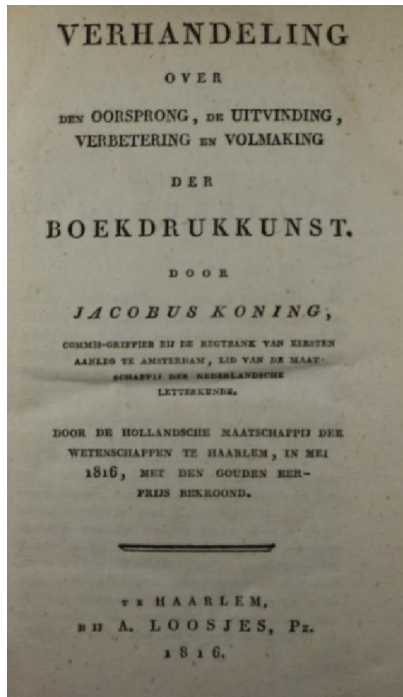 VERHANDELING
OVER
DEN OORSPRONG, DE UITVINDING,
VERBETERING EN VOLMAKING
DER
BOEKDRUKKUNST.
DOOR
JACOBUS KONING,
COMMIS-GRIFFIER BIJ DE REGTBANK VAN EERSTEN
AANLEG TE AMSTERDAM, LID VAN DE MAAT-
SCHAPPIJ DER NEDERLANDSCHE
LETTERKUNDE.
DOOR DE HOLLANDSCHE MAATSCHAPPIJ DER
WETENSCHAPPEN TE HAARLEM, IN MEI
1816, MET DEN GOUDEN EER-
PRIJS BEKROOND.
TE HAARLEM,
BIJ A. LOOSJES, Pz.
1816.